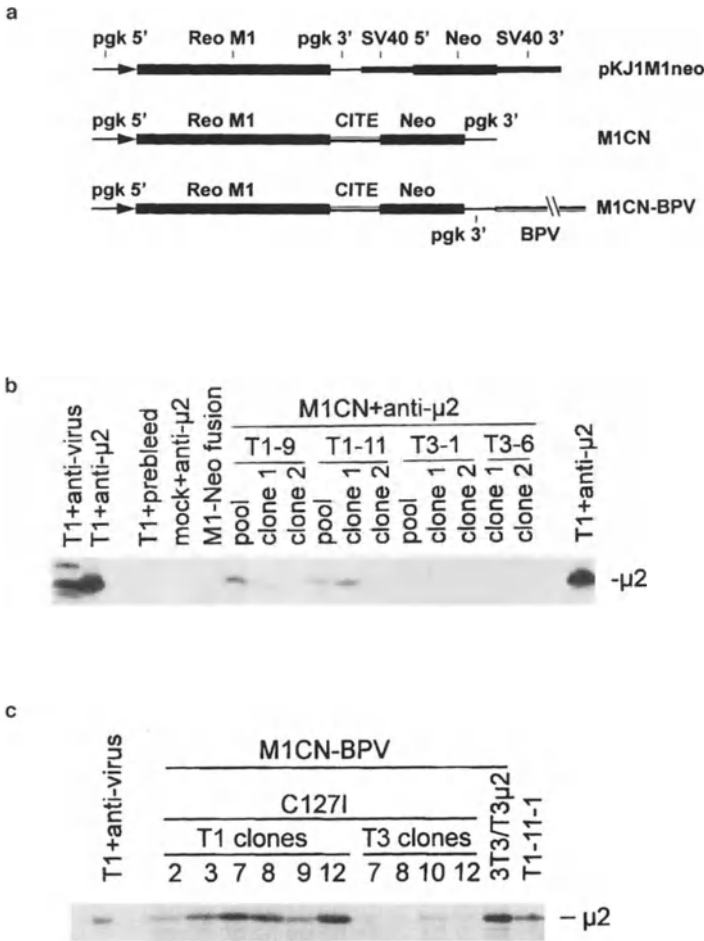 a
pgk 5' Reo M1 pgk 3' SV40 5' Neo SV40 3'
pKJ1M1neo
pgk 5' Reo M1 CITE Neo pgk 3'
M1CN
pgk 5' Reo M1 CITE Neo
M1CN-BPV
pgk 3' BPV
b
T1+anti-virus
T1+anti-μ2
T1+prebleed
mock+anti-μ2
M1-Neo fusion
M1CN+anti-μ2
T1-9 T1-11 T3-1 T3-6
pool
clone 1
clone 2
pool
clone 1
clone 2
pool
clone 1
clone 2
clone 1
clone 2
T1+anti-μ2
-μ2
c
T1+anti-virus
M1CN-BPV
C127I
T1 clones T3 clones
2 3 7 8 9 12 7 8 10 12
3T3/T3μ2
T1-11-1
– μ2